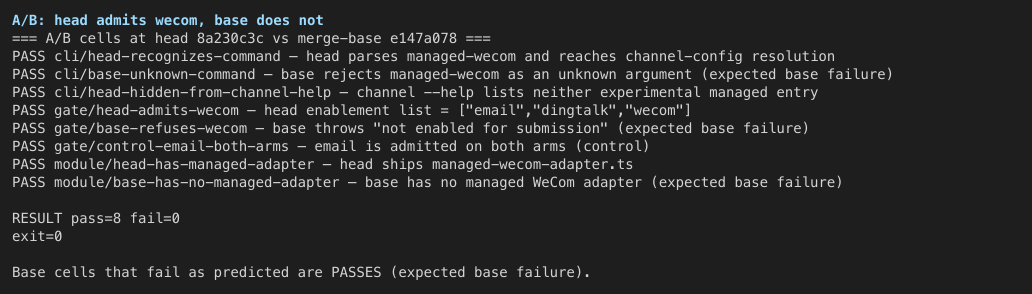 A/B: head admits wecom, base does not
=== A/B cells at head 8a230c3c vs merge-base e147a078 ===
PASS cli/head-recognizes-command — head parses managed-wecom and reaches channel-config resolution
PASS cli/base-unknown-command — base rejects managed-wecom as an unknown argument (expected base failure)
PASS cli/head-hidden-from-channel-help — channel --help lists neither experimental managed entry
PASS gate/head-admits-wecom — head enablement list = ["email","dingtalk","wecom"]
PASS gate/base-refuses-wecom — base throws "not enabled for submission" (expected base failure)
PASS gate/control-email-both-arms — email is admitted on both arms (control)
PASS module/head-has-managed-adapter — head ships managed-wecom-adapter.ts
PASS module/base-has-no-managed-adapter — base has no managed WeCom adapter (expected base failure)
RESULT pass=8 fail=0
exit=0
Base cells that fail as predicted are PASSES (expected base failure).